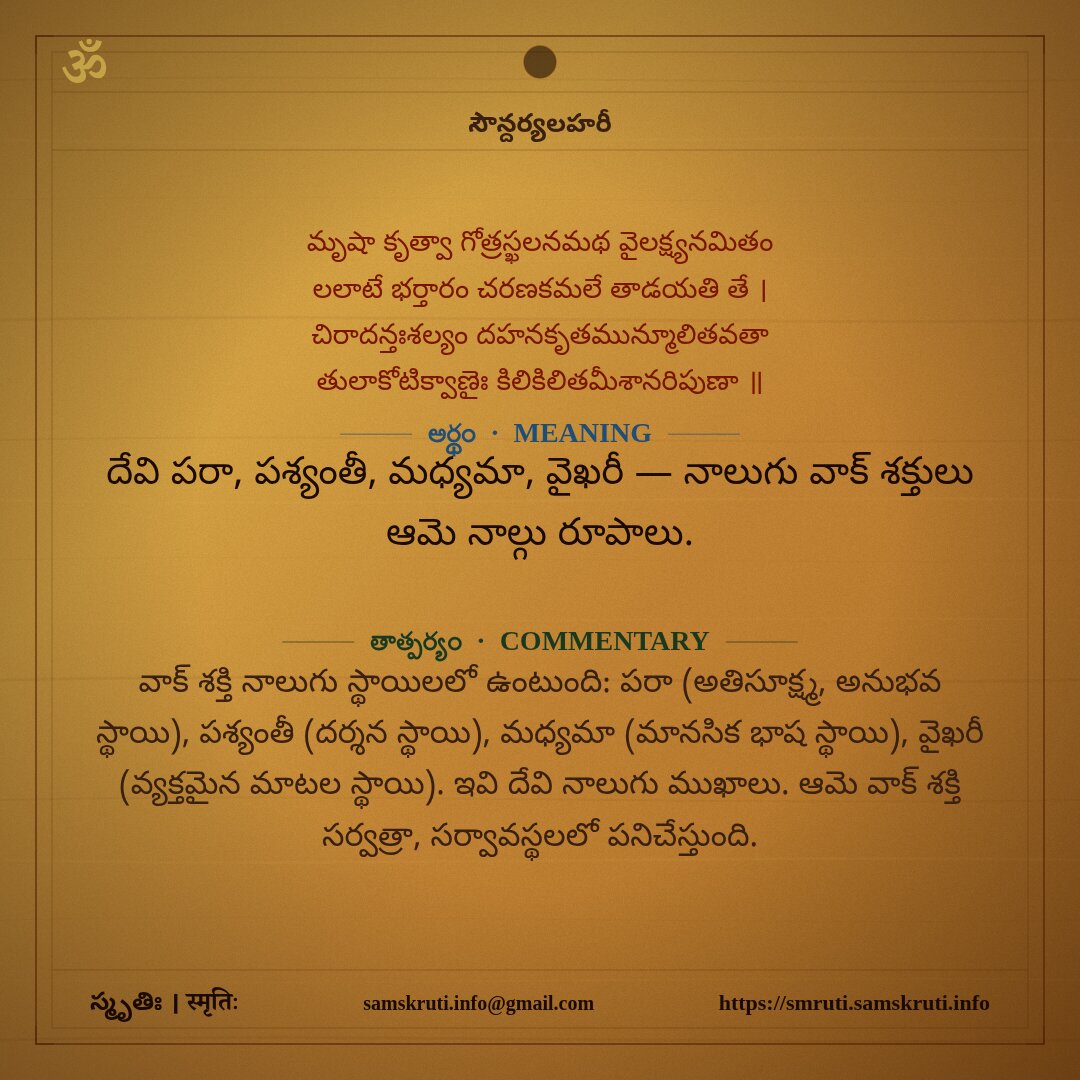 ॐ
సౌన్దర్యలహరీ
మృషా కృత్వా గోత్రస్ఖలనమథ వైలక్ష్యనమితం
లలాటే భర్తారం చరణకమలే తాడయతి తే ।
చిరాదన్తఃశల్యం దహనకృతమున్మూలితవతా
తులాకోటిక్వాణైః కిలికిలితమీశానరిపుణా ॥
అర్థం · MEANING
దేవి పరా, పశ్యంతీ, మధ్యమా, వైఖరీ — నాలుగు వాక్ శక్తులు
ఆమె నాల్గు రూపాలు.
తాత్పర్యం · COMMENTARY
వాక్ శక్తి నాలుగు స్థాయిలలో ఉంటుంది: పరా (అతిసూక్ష్మ, అనుభవ
స్థాయి), పశ్యంతీ (దర్శన స్థాయి), మధ్యమా (మానసిక భాష స్థాయి), వైఖరీ
(వ్యక్తమైన మాటల స్థాయి). ఇవి దేవి నాలుగు ముఖాలు. ఆమె వాక్ శక్తి
సర్వత్రా, సర్వావస్థలలో పనిచేస్తుంది.
స్మృతిః | स्मृतिः samskruti.info@gmail.com https://smruti.samskruti.info